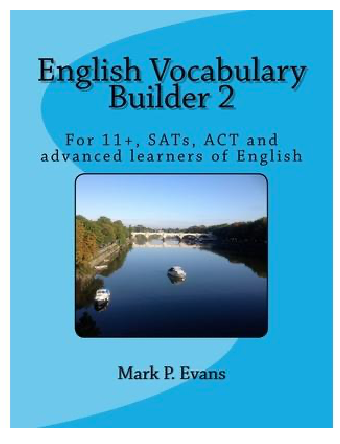 English Vocabulary
Builder 2
For 11+, SATs, ACT and
advanced learners of English
Mark P. Evans